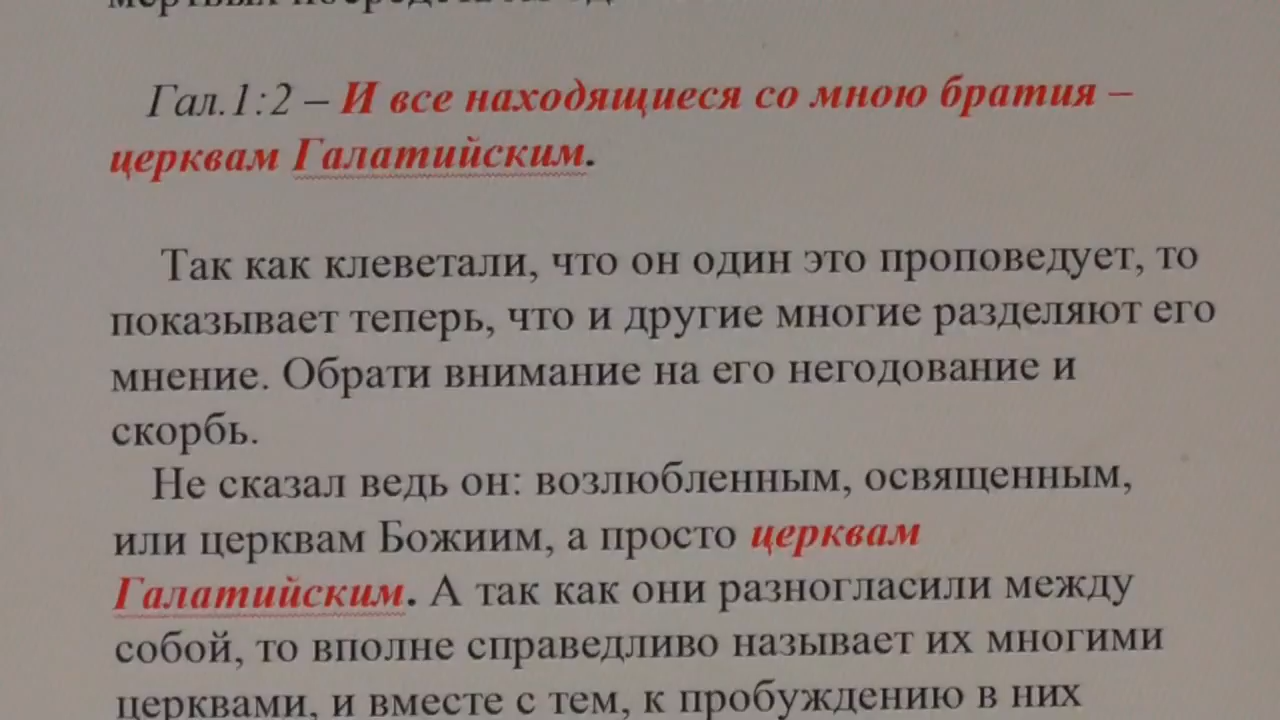 Гал.1:2 – И все находящиеся со мною братия –
церквам Галатийским.
Так как клеветали, что он один это проповедует, то
показывает теперь, что и другие многие разделяют его
мнение. Обрати внимание на его негодование и
скорбь.
Не сказал ведь он: возлюбленным, освященным,
или церквам Божиим, а просто церквам
Галатийским. А так как они разногласили между
собой, то вполне справедливо называет их многими
церквами, и вместе с тем, к пробуждению в них